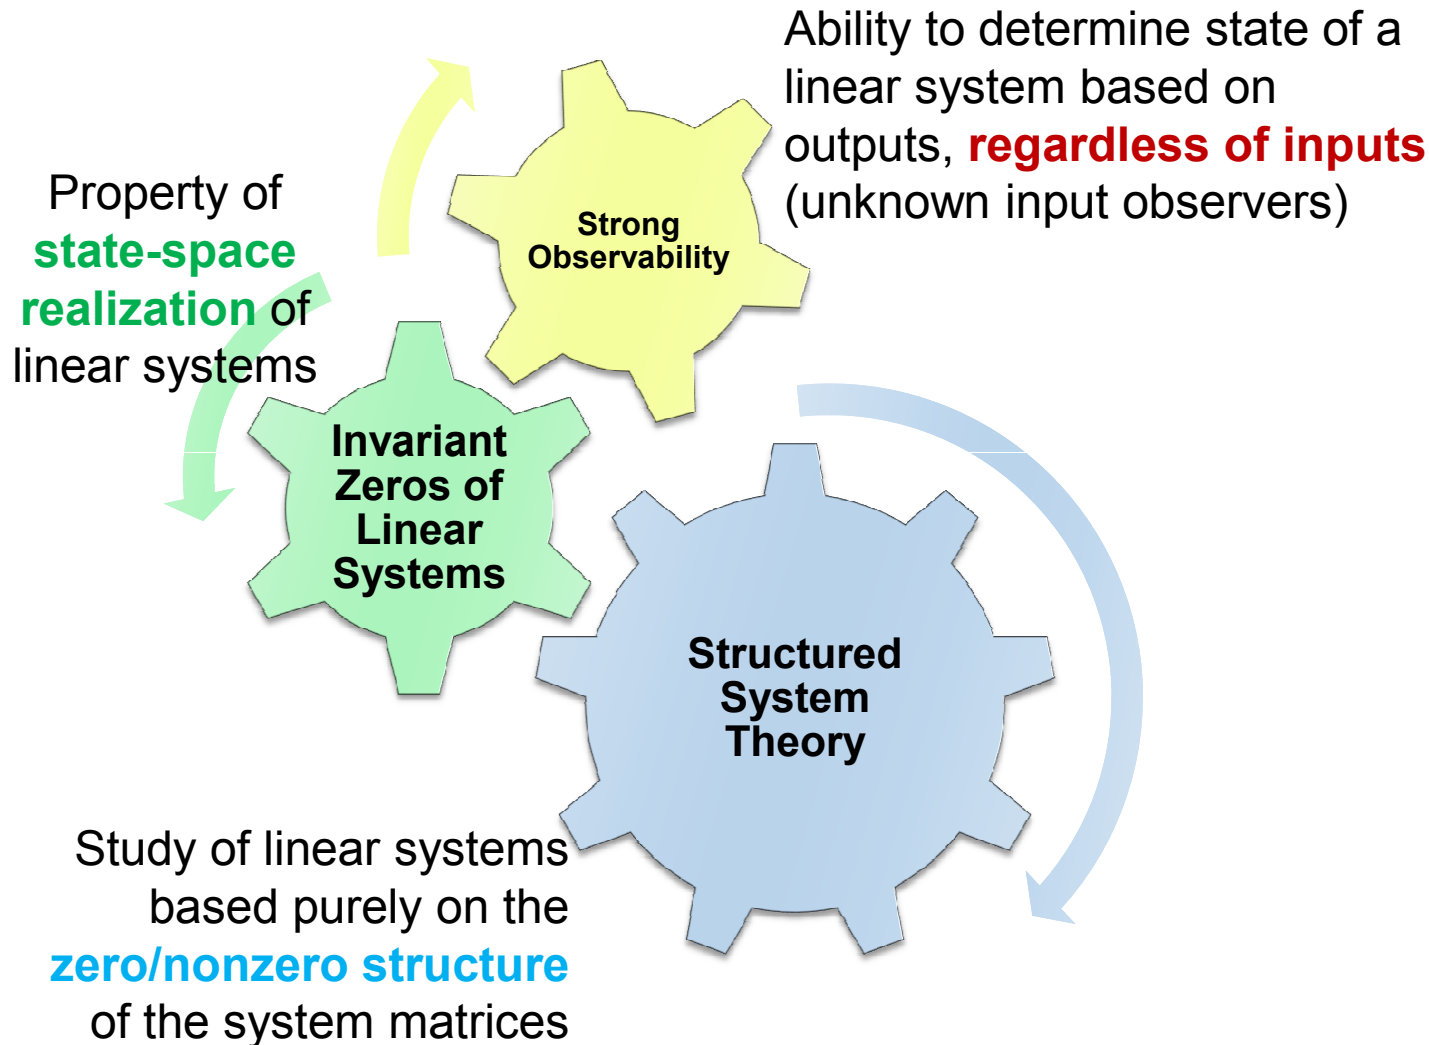 Ability to determine state of a
linear system based on
outputs, regardless of inputs
(unknown input observers)
Strong
Observability
Property of
state-space
realization of
linear systems
Invariant
Zeros of
Linear
Systems
Structured
System
Theory
Study of linear systems
based purely on the
zero/nonzero structure
of the system matrices